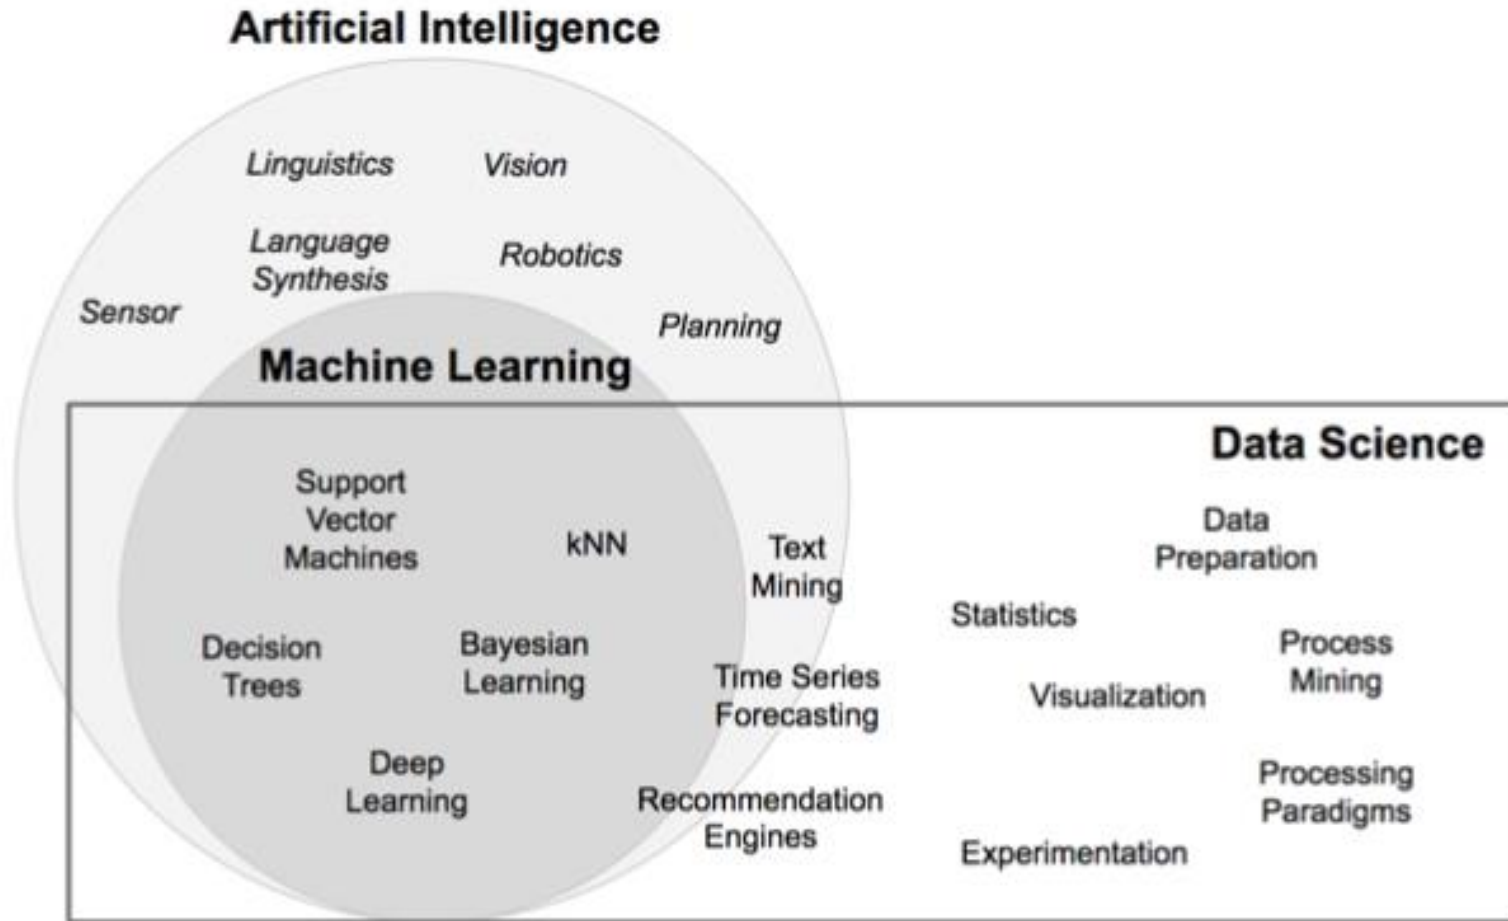 Artificial Intelligence
Linguistics
Vision
Language
Synthesis
Robotics
Sensor
Planning
Machine Learning
Data Science
Support
Vector
Machines
kNN
Text
Mining
Data
Preparation
Statistics
Decision
Trees
Bayesian
Learning
Time Series
Forecasting
Visualization
Process
Mining
Deep
Learning
Recommendation
Engines
Processing
Paradigms
Experimentation